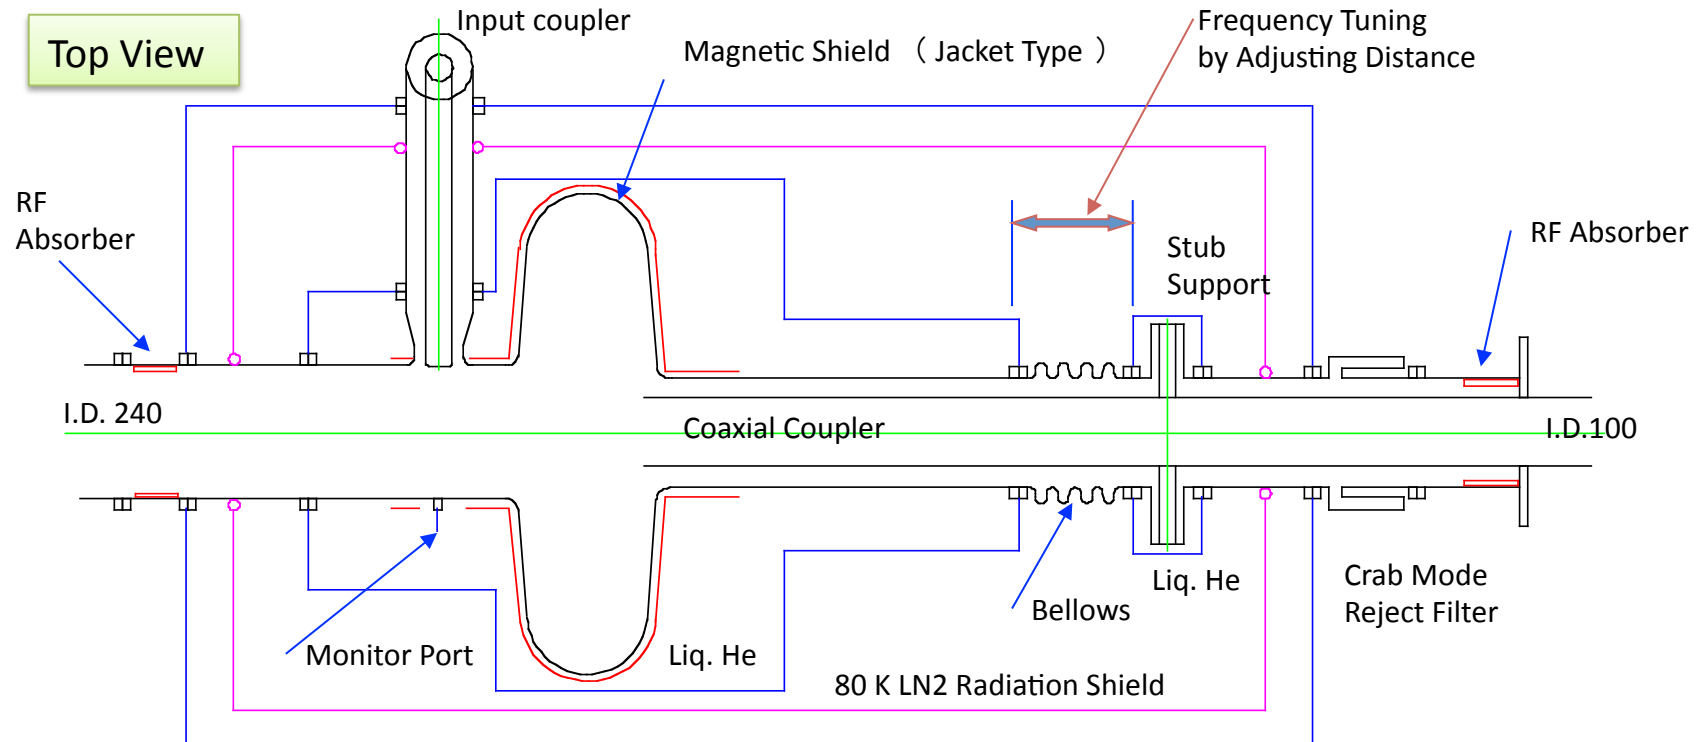 Top View
Input coupler
Magnetic Shield （ Jacket Type ）
Frequency Tuning
by Adjusting Distance
RF
Absorber
Stub
Support
RF Absorber
I.D. 240
Coaxial Coupler
I.D.100
Monitor Port
Liq. He
Bellows
Liq. He
Crab Mode
Reject Filter
80 K LN2 Radiation Shield